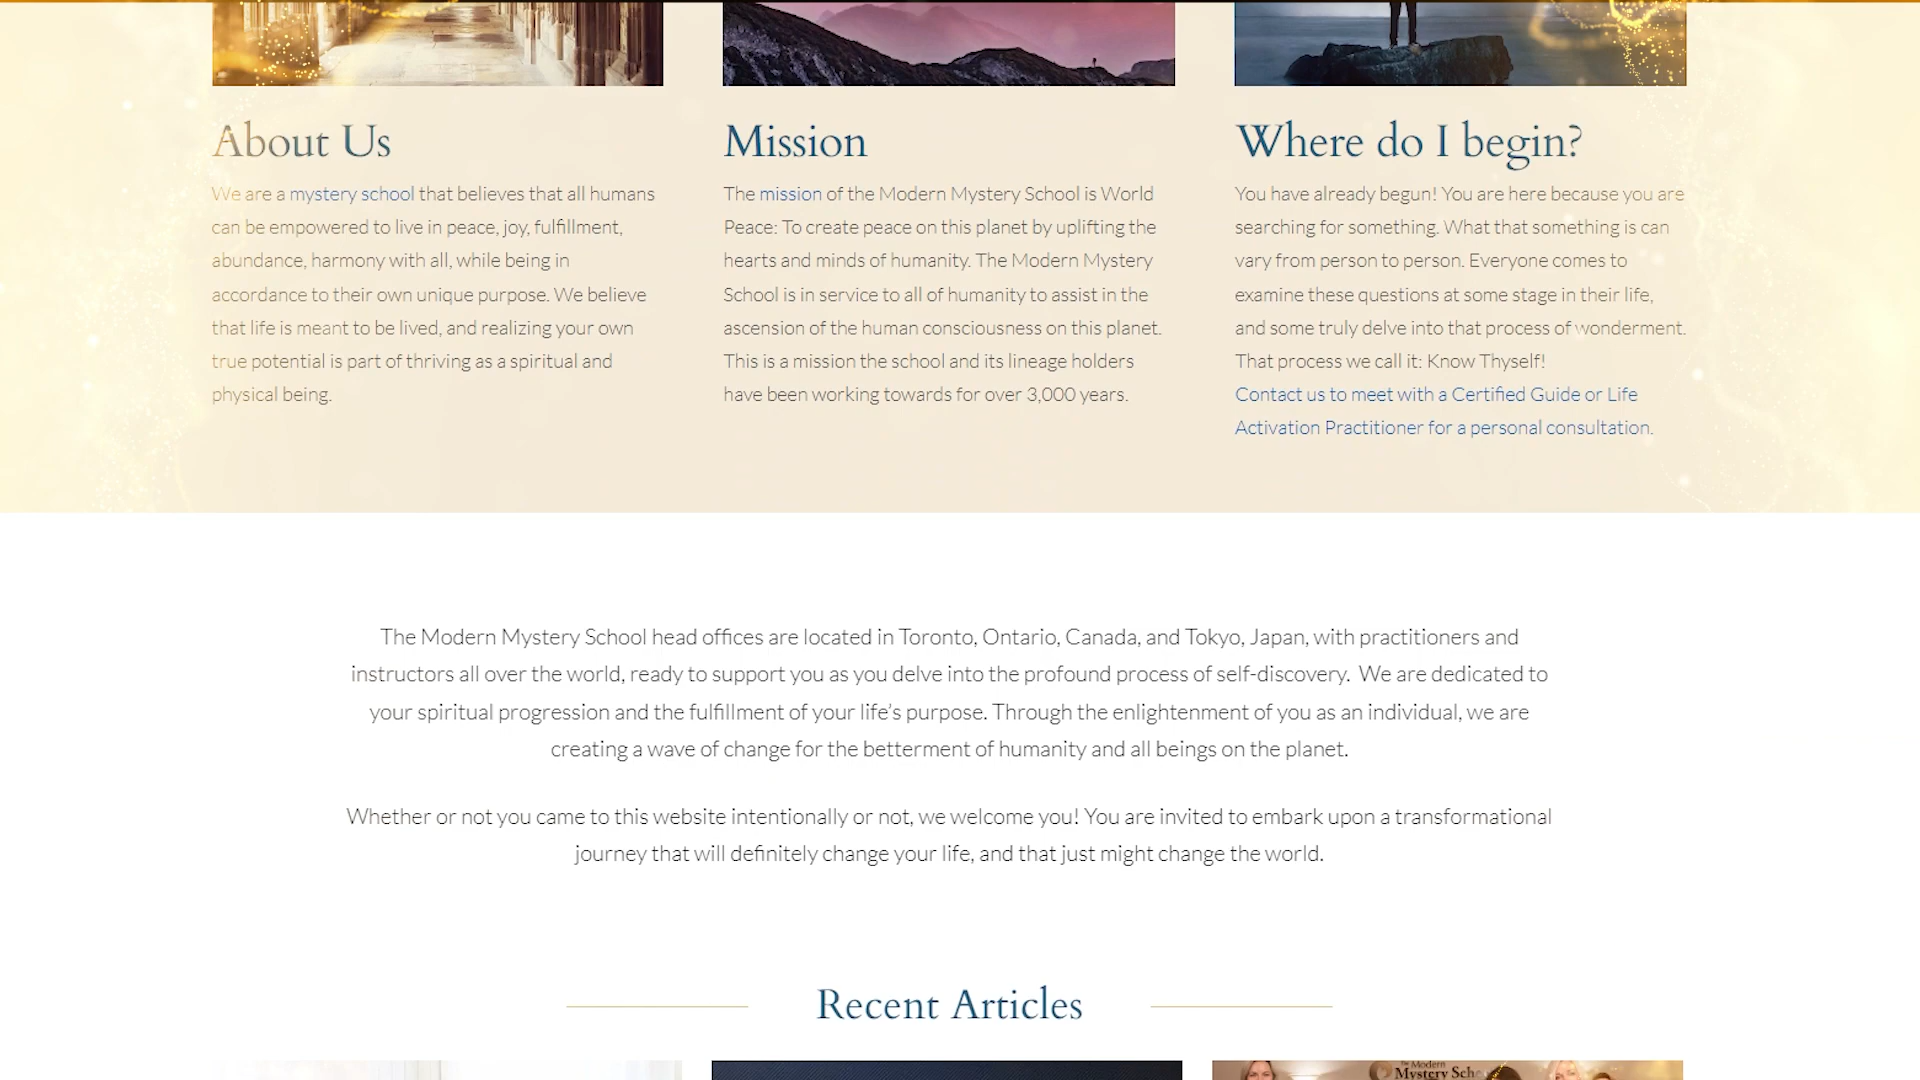 About Us
We are a mystery school that believes that all humans
can be empowered to live in peace, joy, fulfillment,
abundance, harmony with all, while being in
accordance to their own unique purpose. We believe
that life is meant to be lived, and realizing your own
true potential is part of thriving as a spiritual and
physical being.
Mission
The mission of the Modern Mystery School is World
Peace: To create peace on this planet by uplifting the
hearts and minds of humanity. The Modern Mystery
School is in service to all of humanity to assist in the
ascension of the human consciousness on this planet.
This is a mission the school and its lineage holders
have been working towards for over 3,000 years.
Where do I begin?
You have already begun! You are here because you are
searching for something. What that something is can
vary from person to person. Everyone comes to
examine these questions at some stage in their life,
and some truly delve into that process of wonderment.
That process we call it: Know Thyself!
Contact us to meet with a Certified Guide or Life
Activation Practitioner for a personal consultation.
The Modern Mystery School head offices are located in Toronto, Ontario, Canada, and Tokyo, Japan, with practitioners and
instructors all over the world, ready to support you as you delve into the profound process of self-discovery. We are dedicated to
your spiritual progression and the fulfillment of your life's purpose. Through the enlightenment of you as an individual, we are
creating a wave of change for the betterment of humanity and all beings on the planet.
Whether or not you came to this website intentionally or not, we welcome you! You are invited to embark upon a transformational
journey that will definitely change your life, and that just might change the world.
Recent Articles
Modern
Mystery